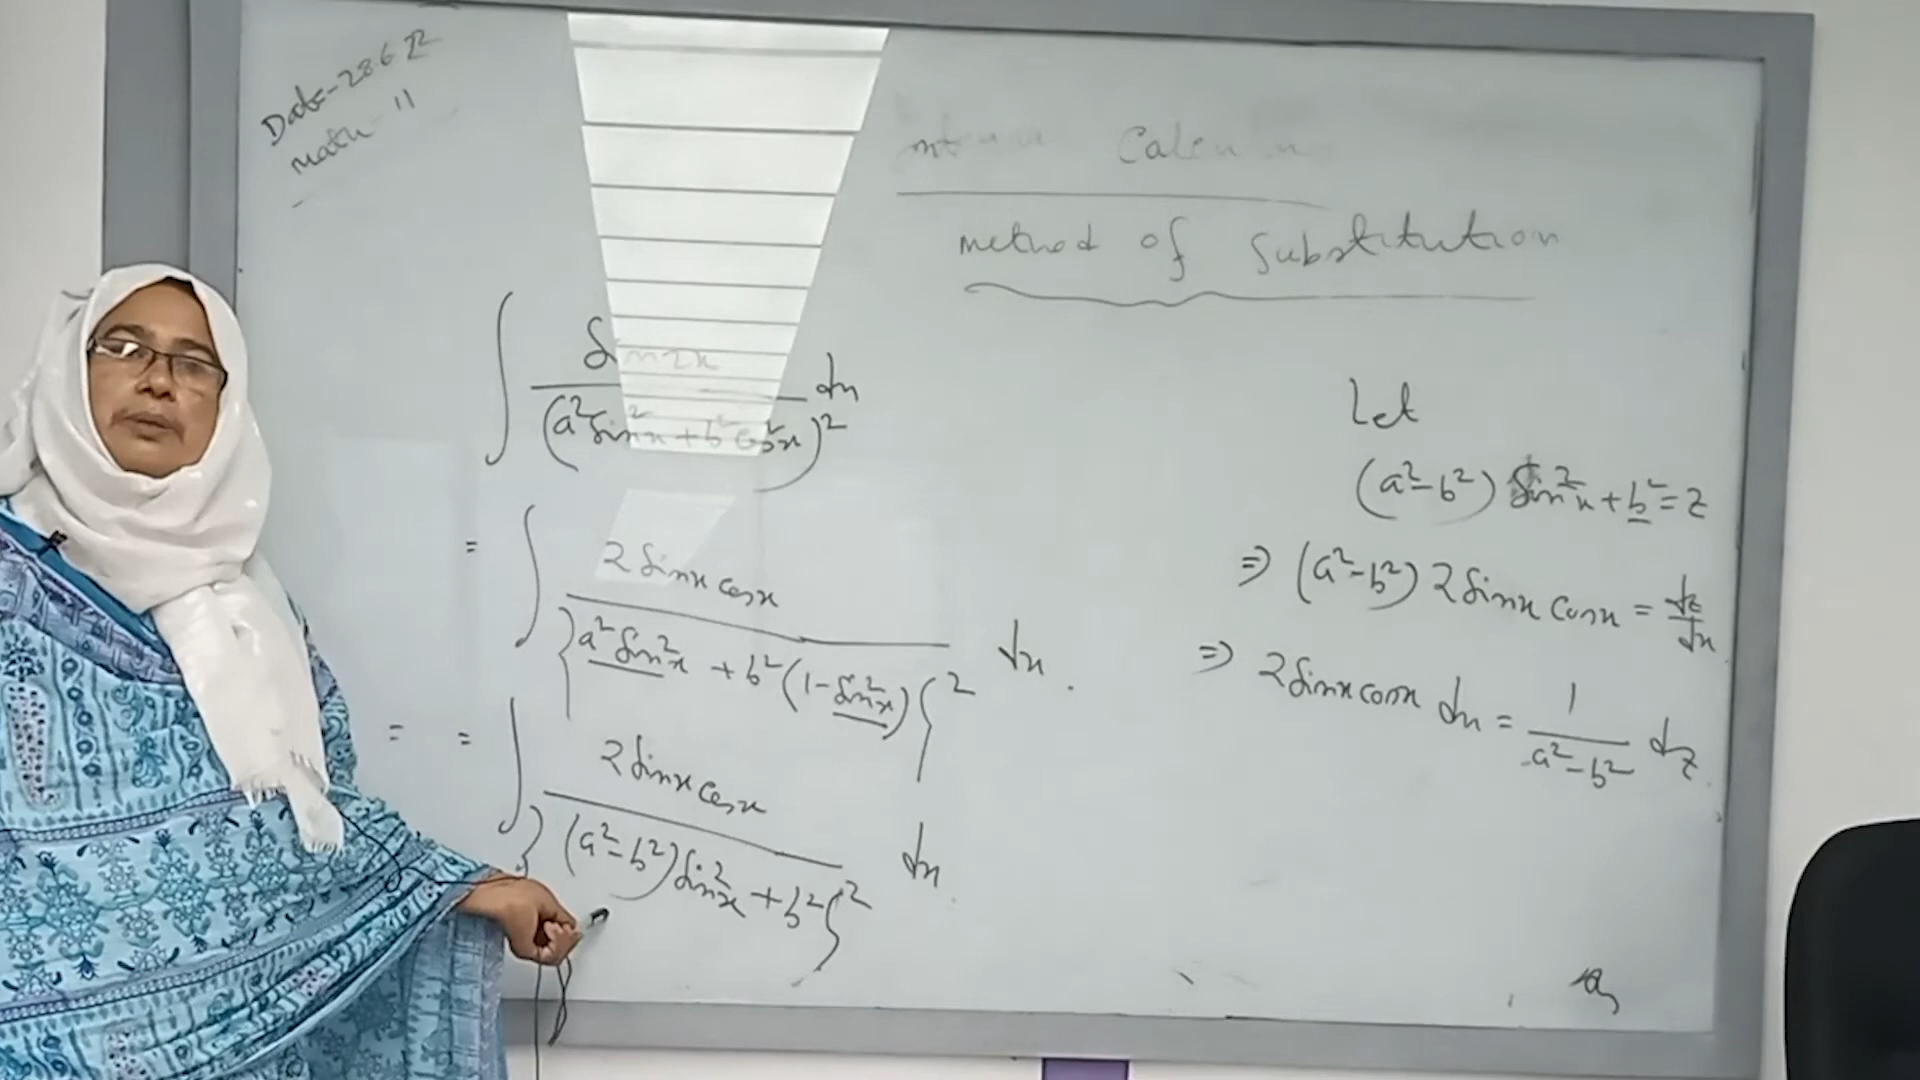 Date-28.6.22
math-11
Calculus
method of Substitution
∫ sin2x / (a²sin²x + b²cos²x)² dx
= ∫ 2sinx cosx / {a²sin²x + b²(1-sin²x)}² dx.
= = ∫ 2sinx cosx / {(a²-b²)sin²x + b²}² dx.
Let
(a²-b²) sin²x + b² = z
⇒ (a²-b²) 2sinx cosx = dz/dx
⇒ 2sinx cosx dx = 1/(a²-b²) dz.